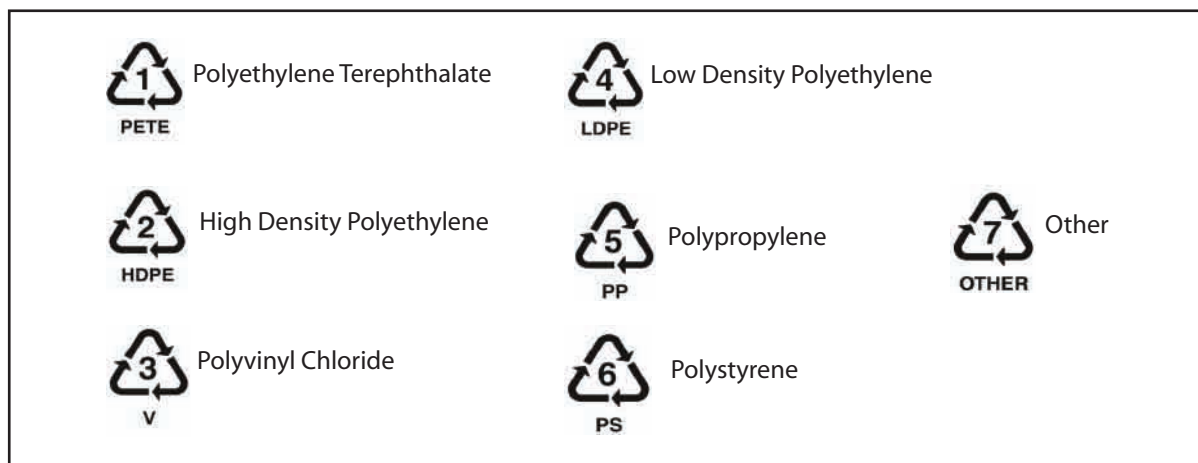 1 Polyethylene Terephthalate
PETE
4 Low Density Polyethylene
LDPE
2 High Density Polyethylene
HDPE
5 Polypropylene
PP
7 Other
OTHER
3 Polyvinyl Chloride
V
6 Polystyrene
PS